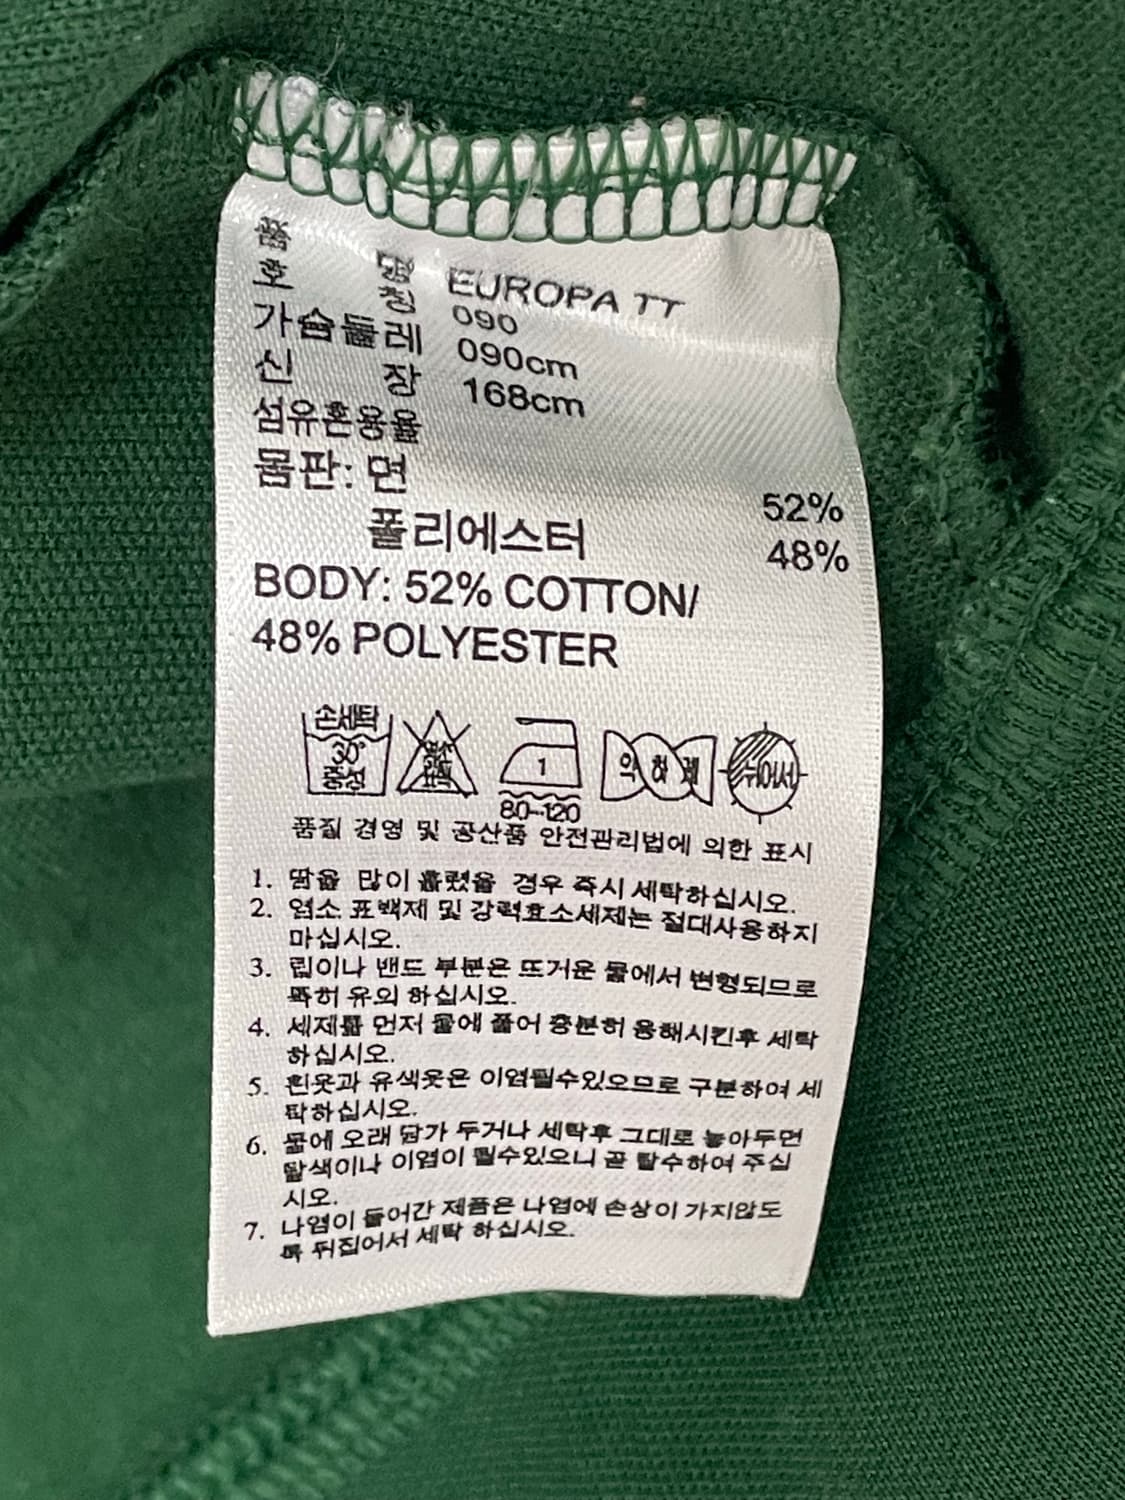 품 명 EUROPA TT
호 칭 090
가슴둘레 090cm
신 장 168cm
섬유혼용율
몸판: 면 52%
폴리에스터 48%
BODY: 52% COTTON/
48% POLYESTER
손세탁 30° 중성 염소 표백 1 80~120 약하게 뉘어서
품질 경영 및 공산품 안전관리법에 의한 표시
1. 땀을 많이 흘렸을 경우 즉시 세탁하십시오.
2. 염소 표백제 및 강력효소세제는 절대사용하지
마십시오.
3. 립이나 밴드 부분은 뜨거운 물에서 변형되므로
특히 유의 하십시오.
4. 세제를 먼저 물에 풀어 충분히 용해시킨후 세탁
하십시오.
5. 흰옷과 유색옷은 이염될수있으므로 구분하여 세
탁하십시오.
6. 물에 오래 담가 두거나 세탁후 그대로 놓아두면
탈색이나 이염이 될수있으니 곧 탈수하여 주십
시오.
7. 나염이 들어간 제품은 나염에 손상이 가지않도
록 뒤집어서 세탁 하십시오.